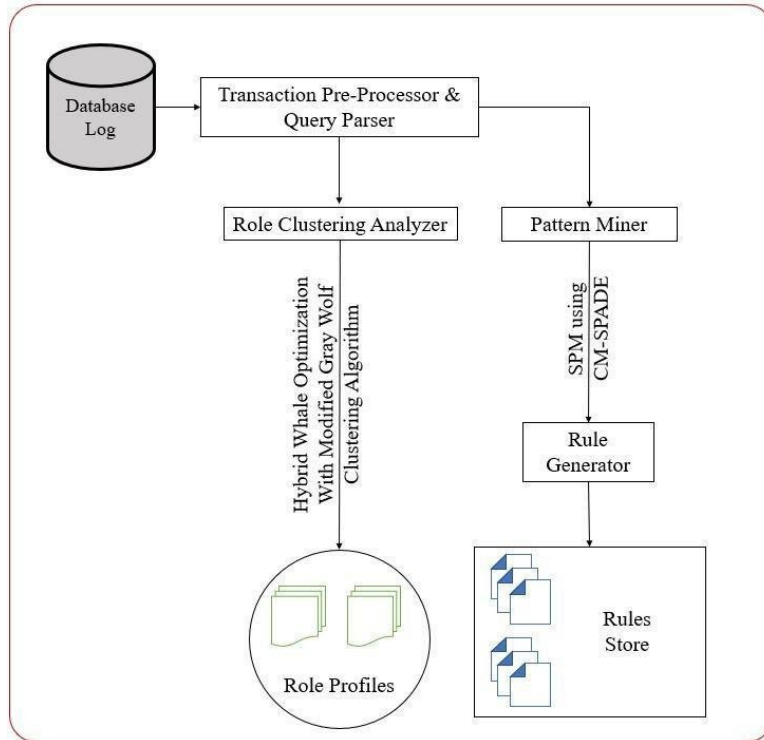 Database
Log
Transaction Pre-Processor &
Query Parser
Role Clustering Analyzer
Pattern Miner
Hybrid Whale Optimization
With Modified Gray Wolf
Clustering Algorithm
SPM using
CM-SPADE
Rule
Generator
Role Profiles
Rules
Store